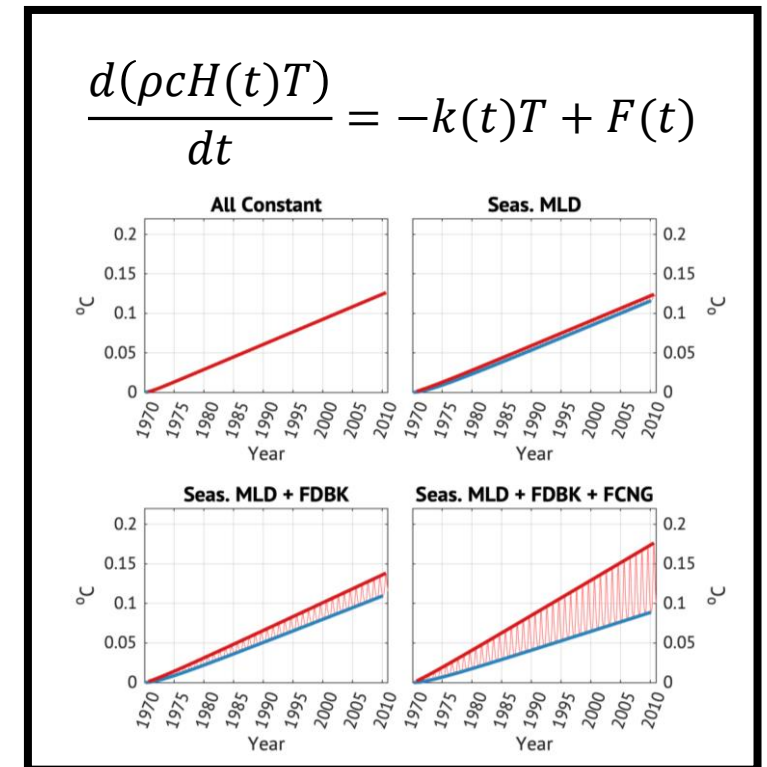 d(ρcH(t)T)
dt
= −k(t)T + F(t)
All Constant
0.2
0.15
0.1
0.05
0
°C
1970 1975 1980 1985 1990 1995 2000 2005 2010
Year
Seas. MLD
0.2
0.15
0.1
0.05
0
°C
1970 1975 1980 1985 1990 1995 2000 2005 2010
Year
Seas. MLD + FDBK
0.2
0.15
0.1
0.05
0
°C
1970 1975 1980 1985 1990 1995 2000 2005 2010
Year
Seas. MLD + FDBK + FCNG
0.2
0.15
0.1
0.05
0
°C
1970 1975 1980 1985 1990 1995 2000 2005 2010
Year